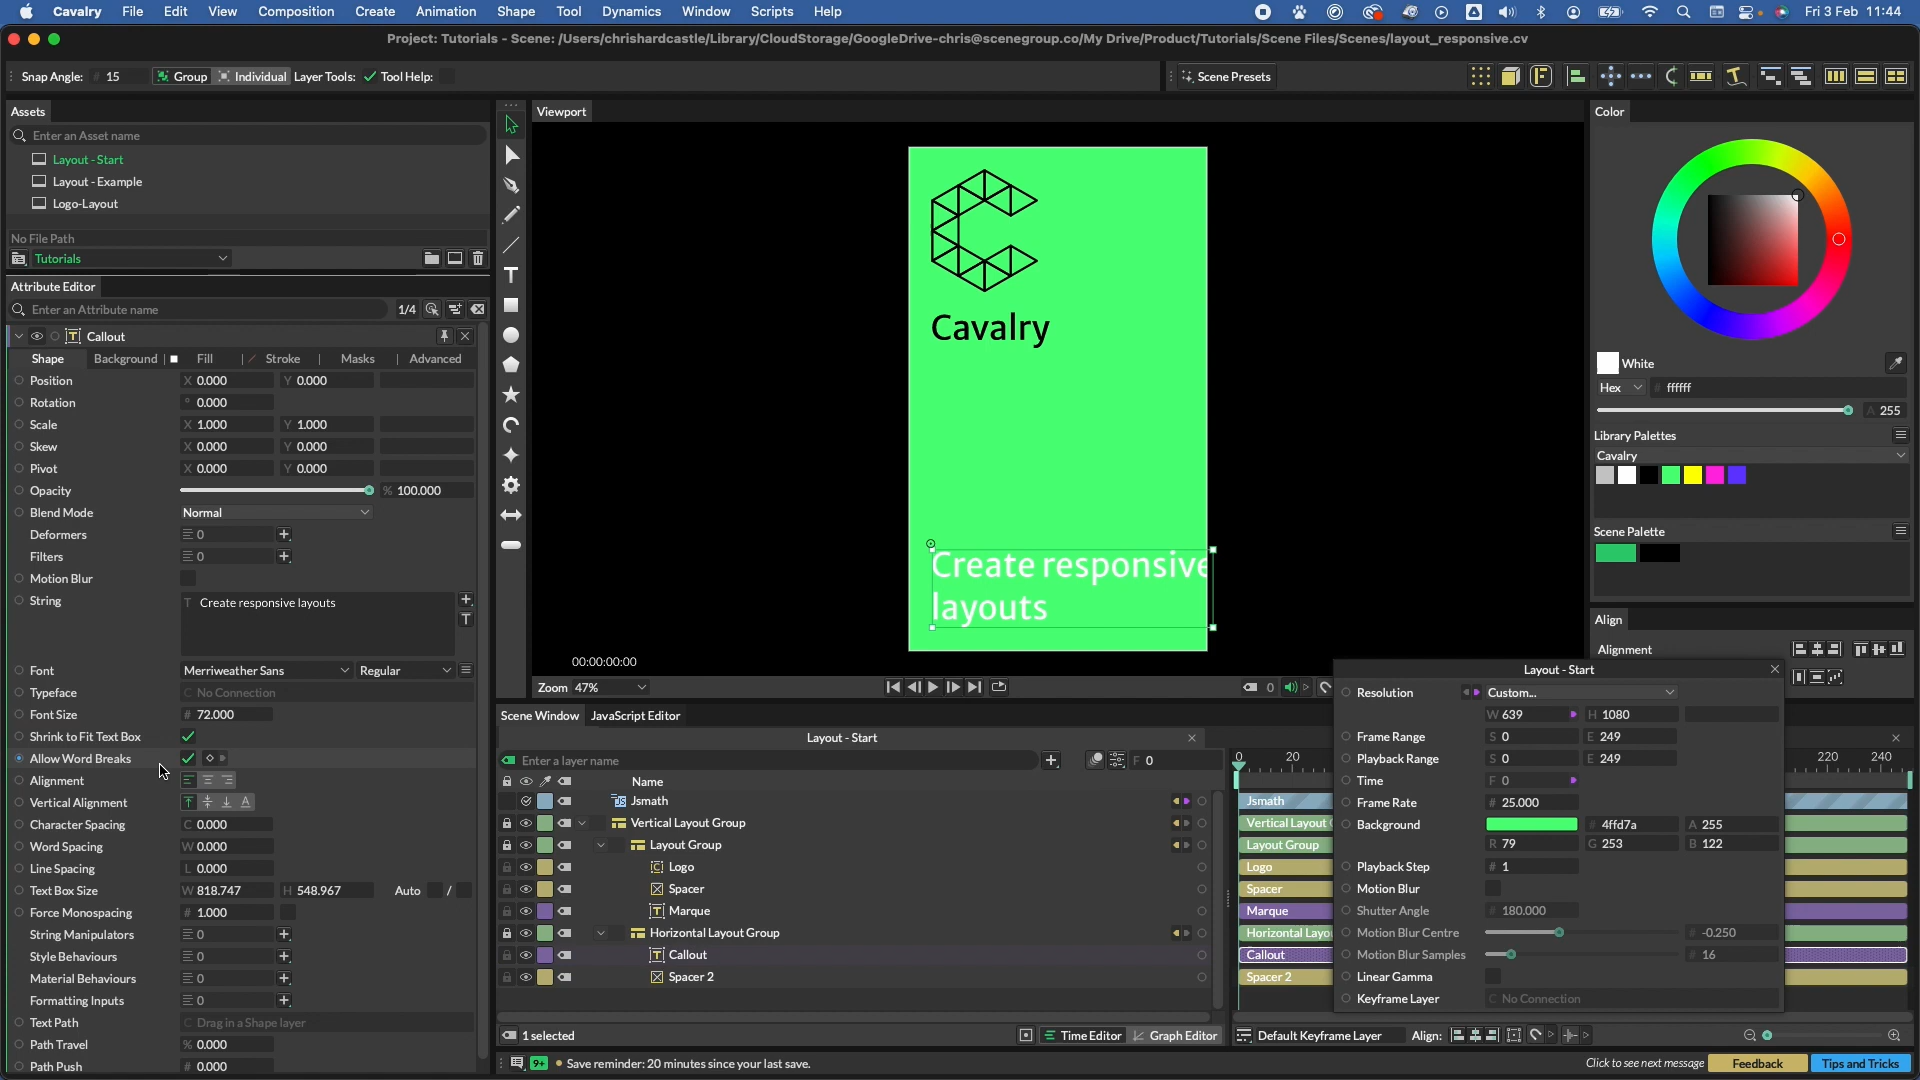 Cavalry File Edit View Composition Create Animation Shape Tool Dynamics Window Scripts Help Fri 3 Feb 11:44
Project: Tutorials - Scene: /Users/chrishardcastle/Library/CloudStorage/GoogleDrive-chris@scenegroup.co/My Drive/Product/Tutorials/Scene Files/Scenes/layout_responsive.cv
Snap Angle: # 15 Group Individual Layer Tools: Tool Help: Scene Presets
Assets
Enter an Asset name
Layout - Start
Layout - Example
Logo-Layout
No File Path
Tutorials
Attribute Editor
Enter an Attribute name 1/4
Callout
Shape Background Fill Stroke Masks Advanced
Position X 0.000 Y 0.000
Rotation ° 0.000
Scale X 1.000 Y 1.000
Skew X 0.000 Y 0.000
Pivot X 0.000 Y 0.000
Opacity % 100.000
Blend Mode Normal
Deformers 0
Filters 0
Motion Blur
String T Create responsive layouts
Font Merriweather Sans Regular
Typeface C No Connection
Font Size # 72.000
Shrink to Fit Text Box
Allow Word Breaks
Alignment
Vertical Alignment
Character Spacing C 0.000
Word Spacing W 0.000
Line Spacing L 0.000
Text Box Size W 818.747 H 548.967 Auto /
Force Monospacing # 1.000
String Manipulators 0
Style Behaviours 0
Material Behaviours 0
Formatting Inputs 0
Text Path C Drag in a Shape layer
Path Travel % 0.000
Path Push # 0.000
Viewport
Cavalry
Create responsive
layouts
00:00:00:00
Zoom 47% 0
Scene Window JavaScript Editor
Layout - Start
Enter a layer name F 0
Name
Jsmath
Vertical Layout Group
Layout Group
Logo
Spacer
Marque
Horizontal Layout Group
Callout
Spacer 2
1 selected Time Editor Graph Editor
0 20 220 240
Jsmath
Vertical Layout
Layout Group
Logo
Spacer
Marque
Horizontal Layou
Callout
Spacer 2
Default Keyframe Layer Align:
9+ Save reminder: 20 minutes since your last save. Click to see next message Feedback Tips and Tricks
Color
White
Hex # ffffff
A 255
Library Palettes
Cavalry
Scene Palette
Align
Alignment
Layout - Start
Resolution Custom...
W 639 H 1080
Frame Range S 0 E 249
Playback Range S 0 E 249
Time F 0
Frame Rate # 25.000
Background # 4ffd7a A 255
R 79 G 253 B 122
Playback Step # 1
Motion Blur
Shutter Angle # 180.000
Motion Blur Centre # -0.250
Motion Blur Samples # 16
Linear Gamma
Keyframe Layer C No Connection